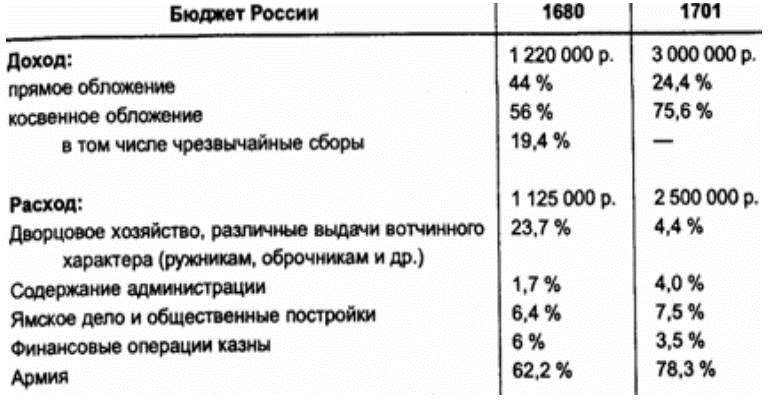 Бюджет России 1680 1701
Доход: 1 220 000 р. 3 000 000 р.
прямое обложение 44 % 24,4 %
косвенное обложение 56 % 75,6 %
в том числе чрезвычайные сборы 19,4 % —
Расход: 1 125 000 р. 2 500 000 р.
Дворцовое хозяйство, различные выдачи вотчинного 23,7 % 4,4 %
характера (ружникам, оброчникам и др.)
Содержание администрации 1,7 % 4,0 %
Ямское дело и общественные постройки 6,4 % 7,5 %
Финансовые операции казны 6 % 3,5 %
Армия 62,2 % 78,3 %